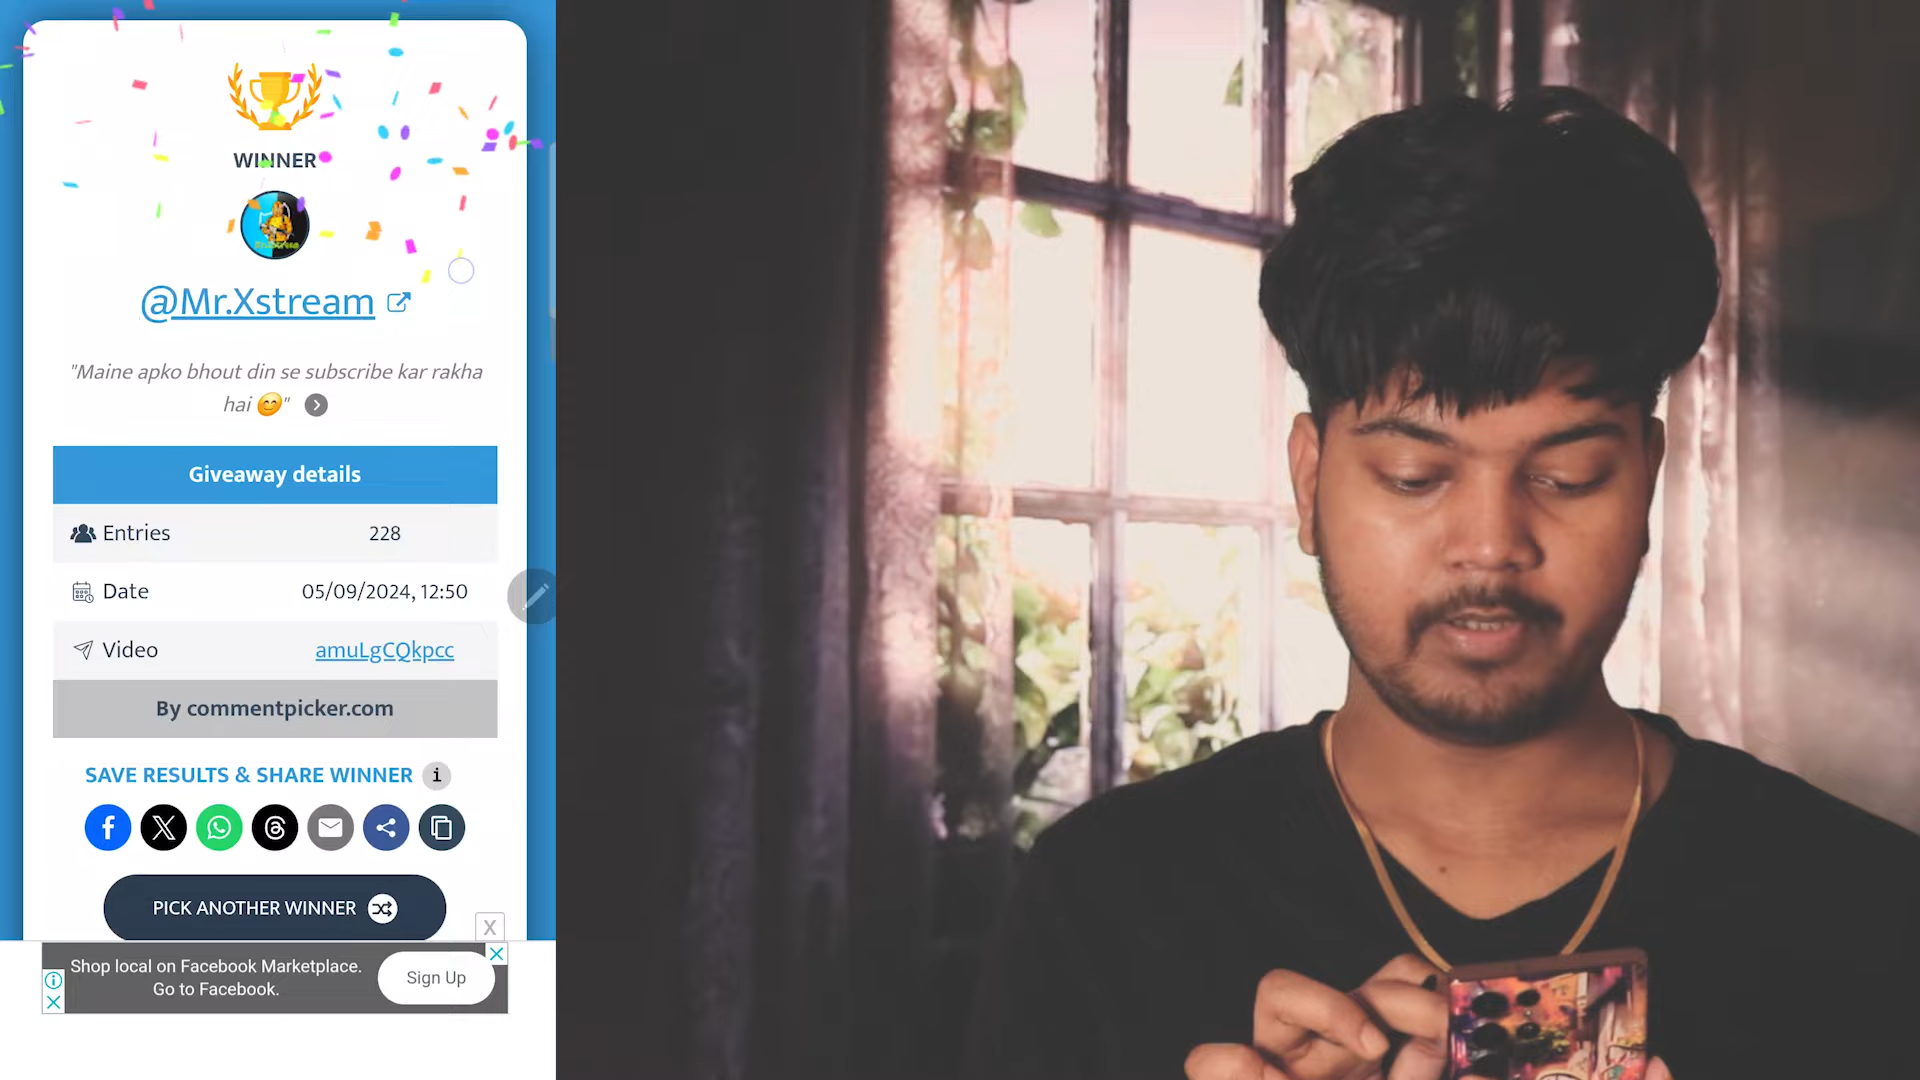 WINNER
@Mr.Xstream
"Maine apko bhout din se subscribe kar rakha
hai 😊"
Giveaway details
Entries 228
Date 05/09/2024, 12:50
Video amuLgCQkpcc
By commentpicker.com
SAVE RESULTS & SHARE WINNER i
PICK ANOTHER WINNER
X
Shop local on Facebook Marketplace.
Go to Facebook.
Sign Up